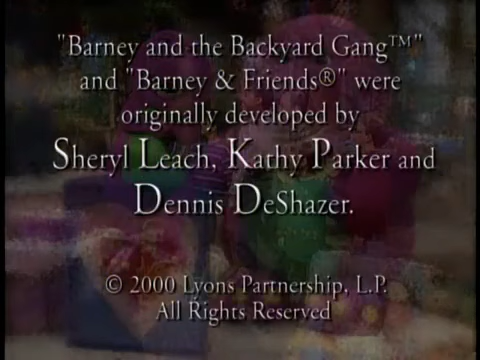 "Barney and the Backyard Gang™"
and "Barney & Friends®" were
originally developed by
Sheryl Leach, Kathy Parker and
Dennis DeShazer.
© 2000 Lyons Partnership, L.P.
All Rights Reserved